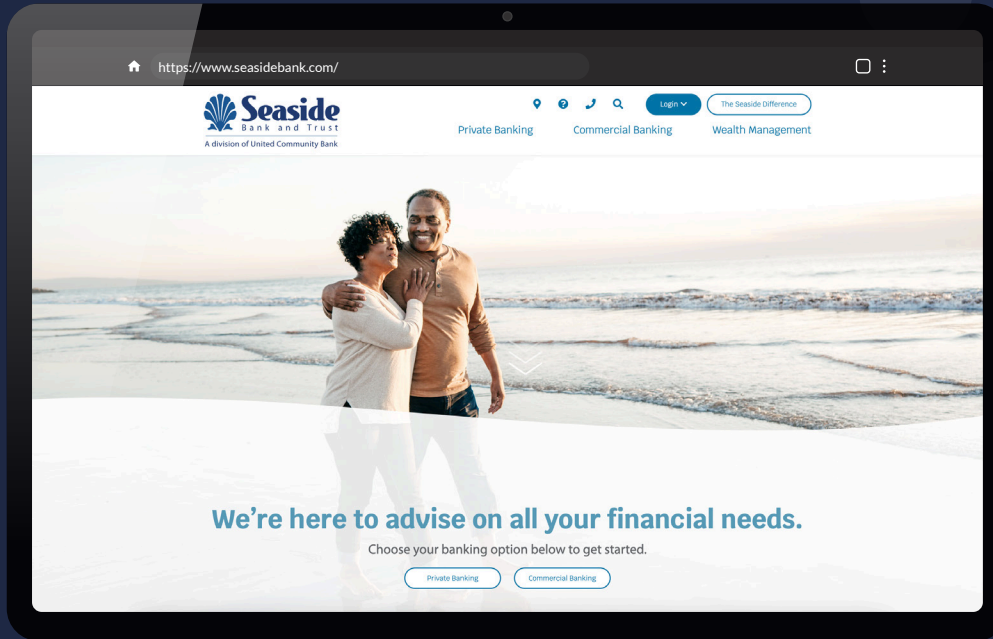 https://www.seasidebank.com/
Seaside
Bank and Trust
A division of United Community Bank
Login
The Seaside Difference
Private Banking
Commercial Banking
Wealth Management
We're here to advise on all your financial needs.
Choose your banking option below to get started.
Private Banking
Commercial Banking